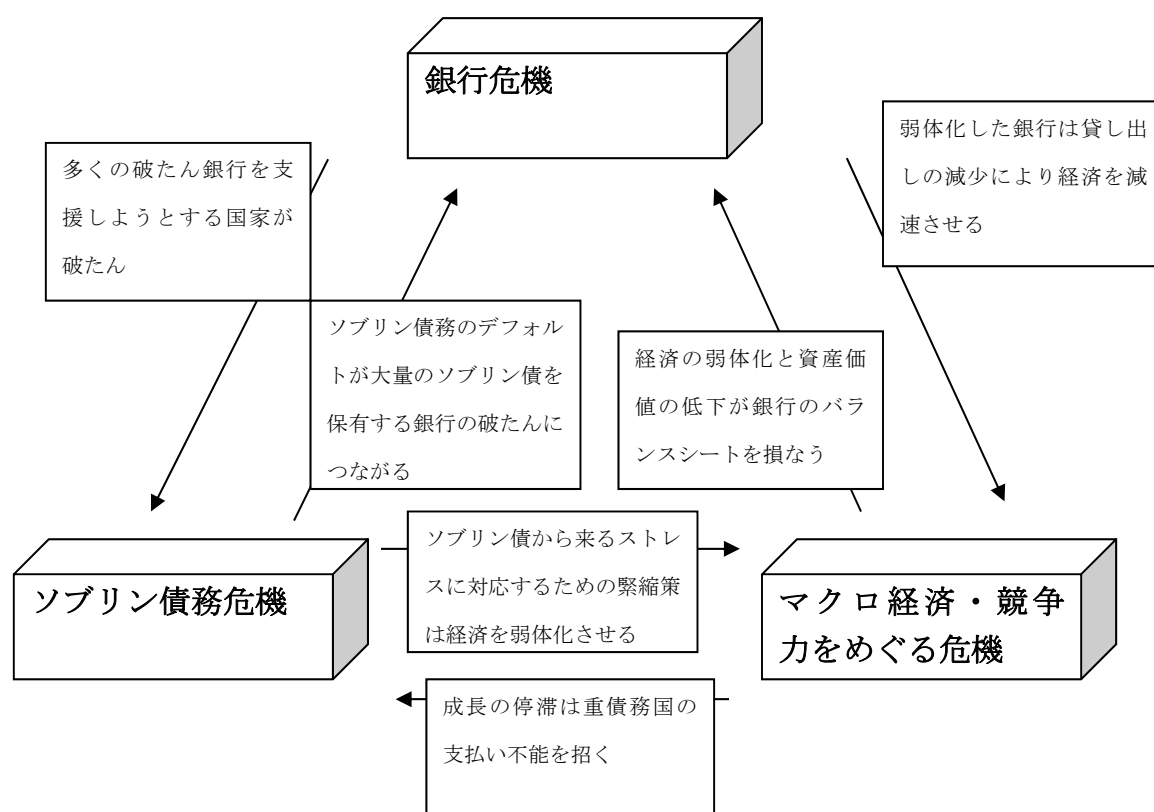 銀行危機
弱体化した銀行は貸し出
しの減少により経済を減
速させる
多くの破たん銀行を支
援しようとする国家が
破たん
ソブリン債務のデフォル
トが大量のソブリン債を
保有する銀行の破たんに
つながる
経済の弱体化と資産価
値の低下が銀行のバラ
ンスシートを損なう
ソブリン債務危機
ソブリン債から来るストレ
スに対応するための緊縮策
は経済を弱体化させる
マクロ経済・競争
力をめぐる危機
成長の停滞は重債務国の
支払い不能を招く